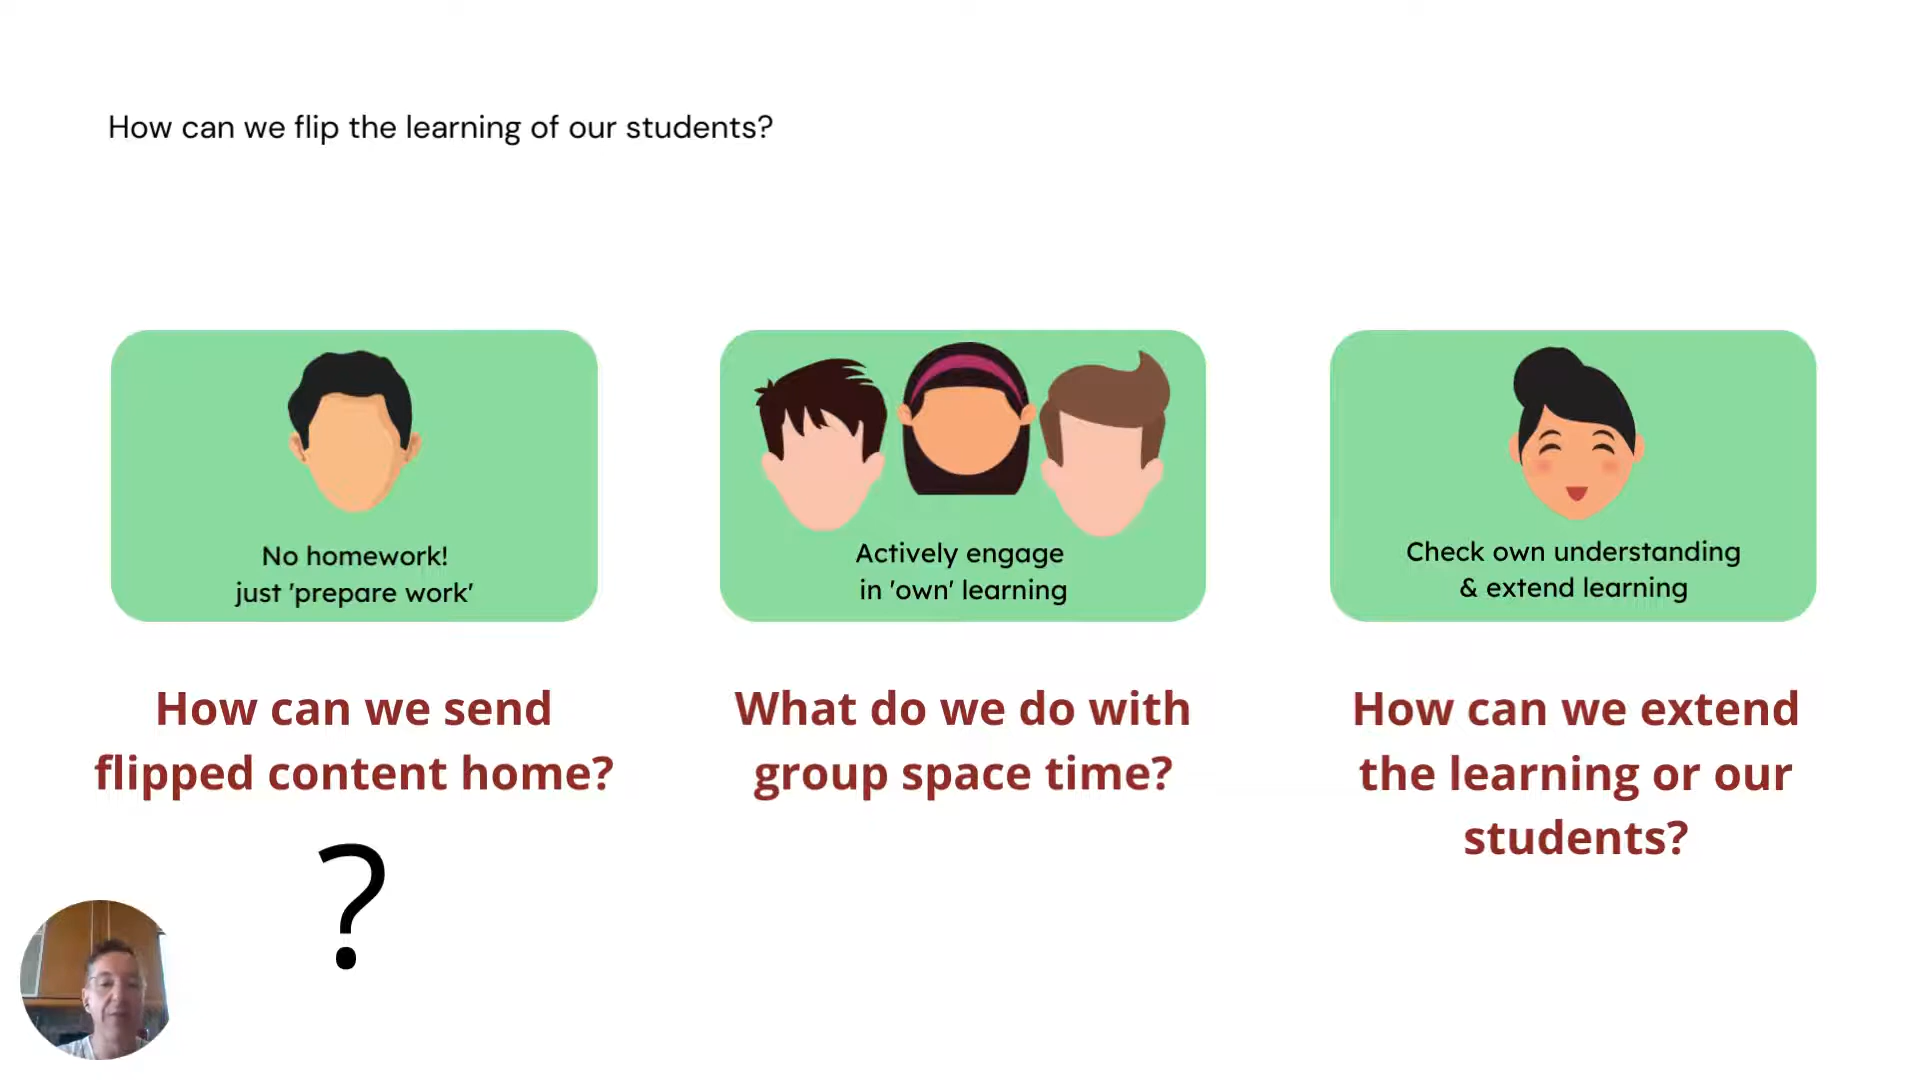 How can we flip the learning of our students?
No homework!
just 'prepare work'
Actively engage
in 'own' learning
Check own understanding
& extend learning
How can we send
flipped content home?
What do we do with
group space time?
How can we extend
the learning or our
students?
?